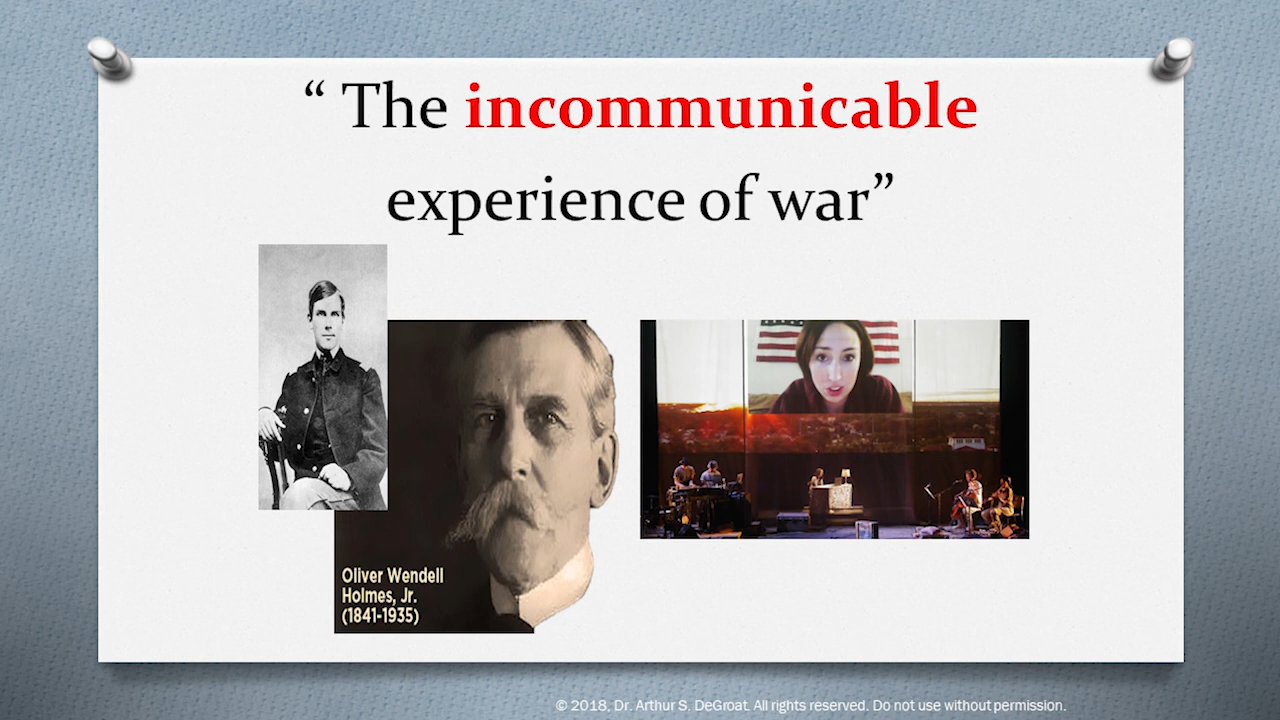 “ The incommunicable
experience of war”
Oliver Wendell
Holmes, Jr.
(1841-1935)
© 2018, Dr. Arthur S. DeGroat. All rights reserved. Do not use without permission.